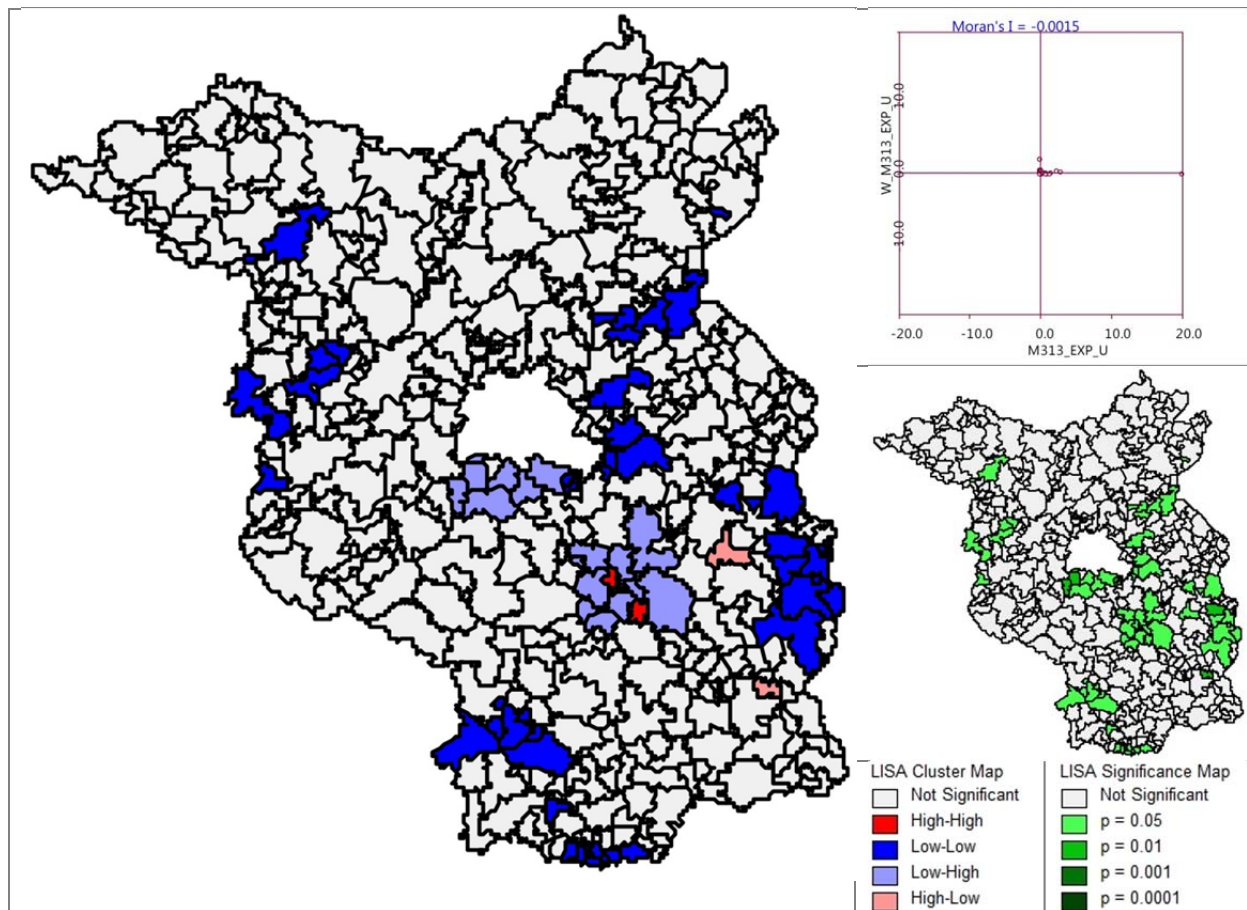 Moran's I = -0.0015
W_M313_EXP_U
10.0
0.0
10.0
-20.0 -10.0 0.0 10.0 20.0
M313_EXP_U
LISA Cluster Map
Not Significant
High-High
Low-Low
Low-High
High-Low
LISA Significance Map
Not Significant
p = 0.05
p = 0.01
p = 0.001
p = 0.0001